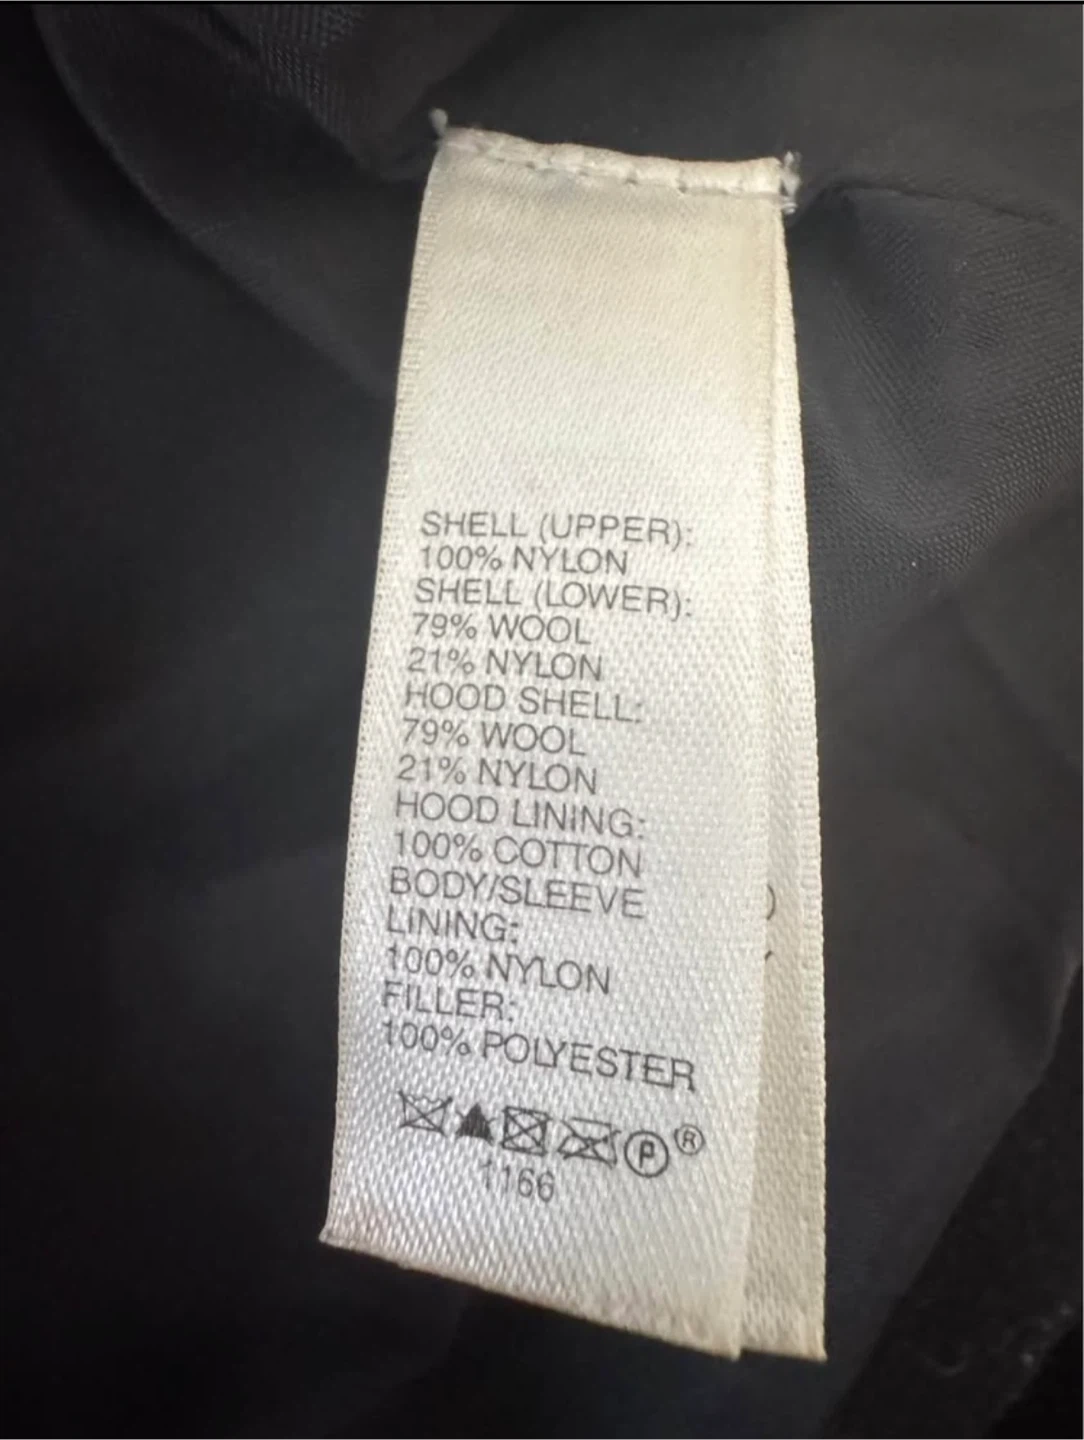 SHELL (UPPER):
100% NYLON
SHELL (LOWER):
79% WOOL
21% NYLON
HOOD SHELL:
79% WOOL
21% NYLON
HOOD LINING:
100% COTTON
BODY/SLEEVE
LINING:
100% NYLON
FILLER:
100% POLYESTER
P ®
1166